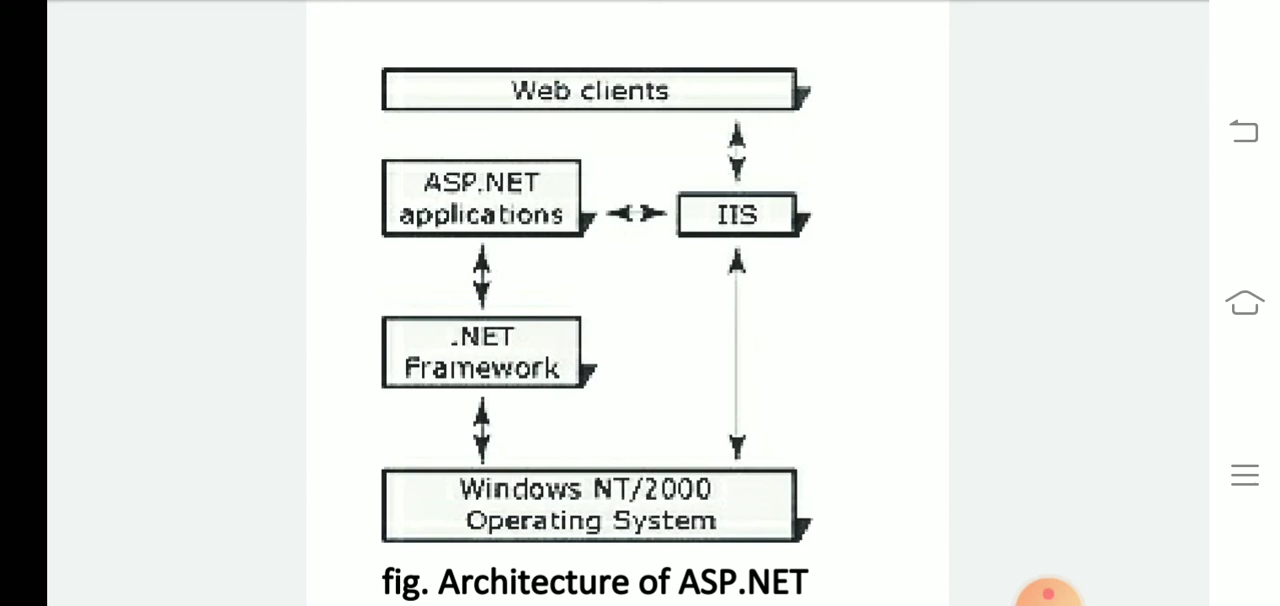 Web clients
ASP.NET
applications
IIS
.NET
Framework
Windows NT/2000
Operating System
fig. Architecture of ASP.NET